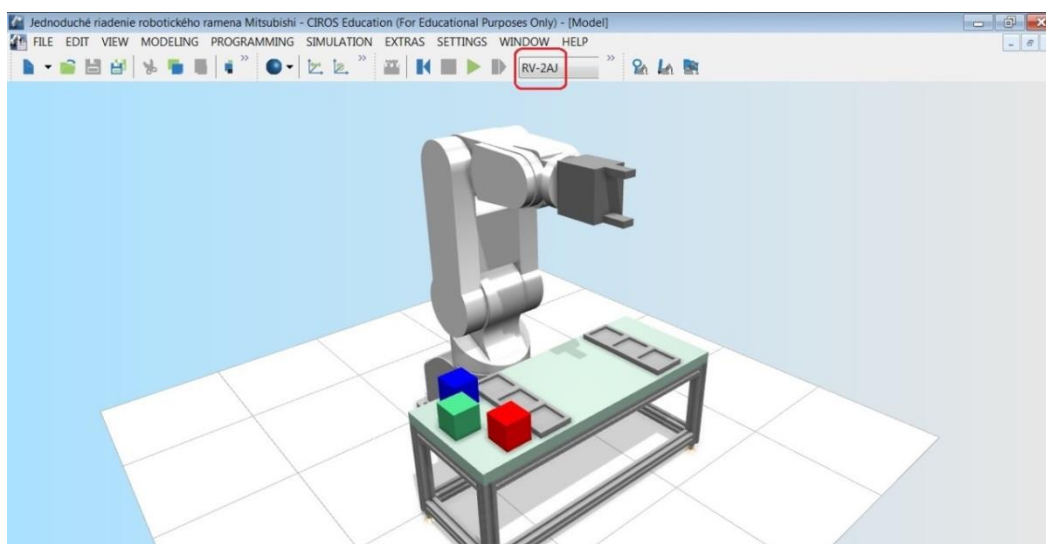 Jednoduché riadenie robotického ramena Mitsubishi - CIROS Education (For Educational Purposes Only) - [Model]
FILE EDIT VIEW MODELING PROGRAMMING SIMULATION EXTRAS SETTINGS WINDOW HELP
RV-2AJ